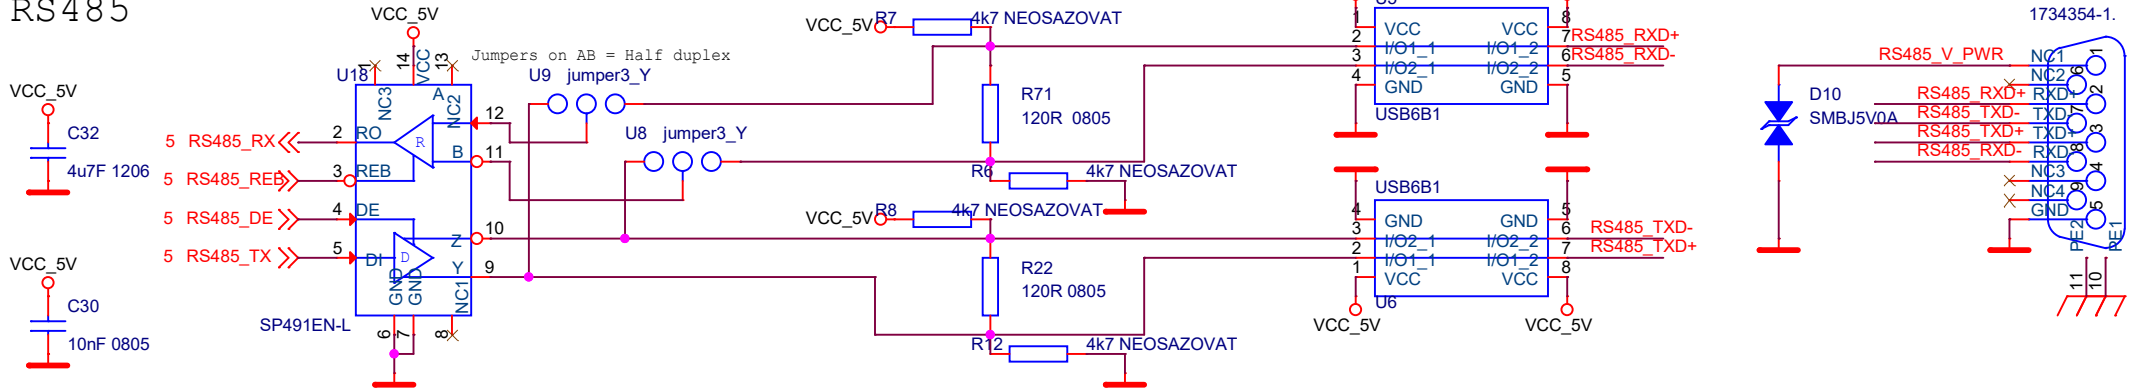 RS485
VCC_5V
C32
4u7F 1206
VCC_5V
C30
10nF 0805
5 RS485_RX
5 RS485_REB
5 RS485_DE
5 RS485_TX
VCC_5V
Jumpers on AB = Half duplex
U18
1
14
13
NC3
VCC
A
NC2
2 RO
R
12
3 REB
B
11
4 DE
5 DI
D
Z
10
Y
9
GND
GND
NC1
SP491EN-L
6
7
8
U9 jumper3_Y
U8 jumper3_Y
VCC_5V
R7
4k7 NEOSAZOVAT
R71
120R 0805
R6
4k7 NEOSAZOVAT
VCC_5V
R8
4k7 NEOSAZOVAT
R22
120R 0805
R12
4k7 NEOSAZOVAT
1 VCC VCC 8
2 I/O1_1 I/O1_2 7 RS485_RXD+
3 I/O2_1 I/O2_2 6 RS485_RXD-
4 GND GND 5
USB6B1
USB6B1
4 GND GND 5
3 I/O2_1 I/O2_2 6 RS485_TXD-
2 I/O1_1 I/O1_2 7 RS485_TXD+
1 VCC VCC 8
U6
VCC_5V
VCC_5V
1734354-1.
RS485_V_PWR
D10
SMBJ5V0A
RS485_RXD+
RS485_TXD-
RS485_TXD+
RS485_RXD-
NC1 1
NC2 6
RXD+ 2
TXD- 7
TXD+ 3
RXD- 8
NC3 4
NC4 9
GND 5
PE2
PE1
11
10